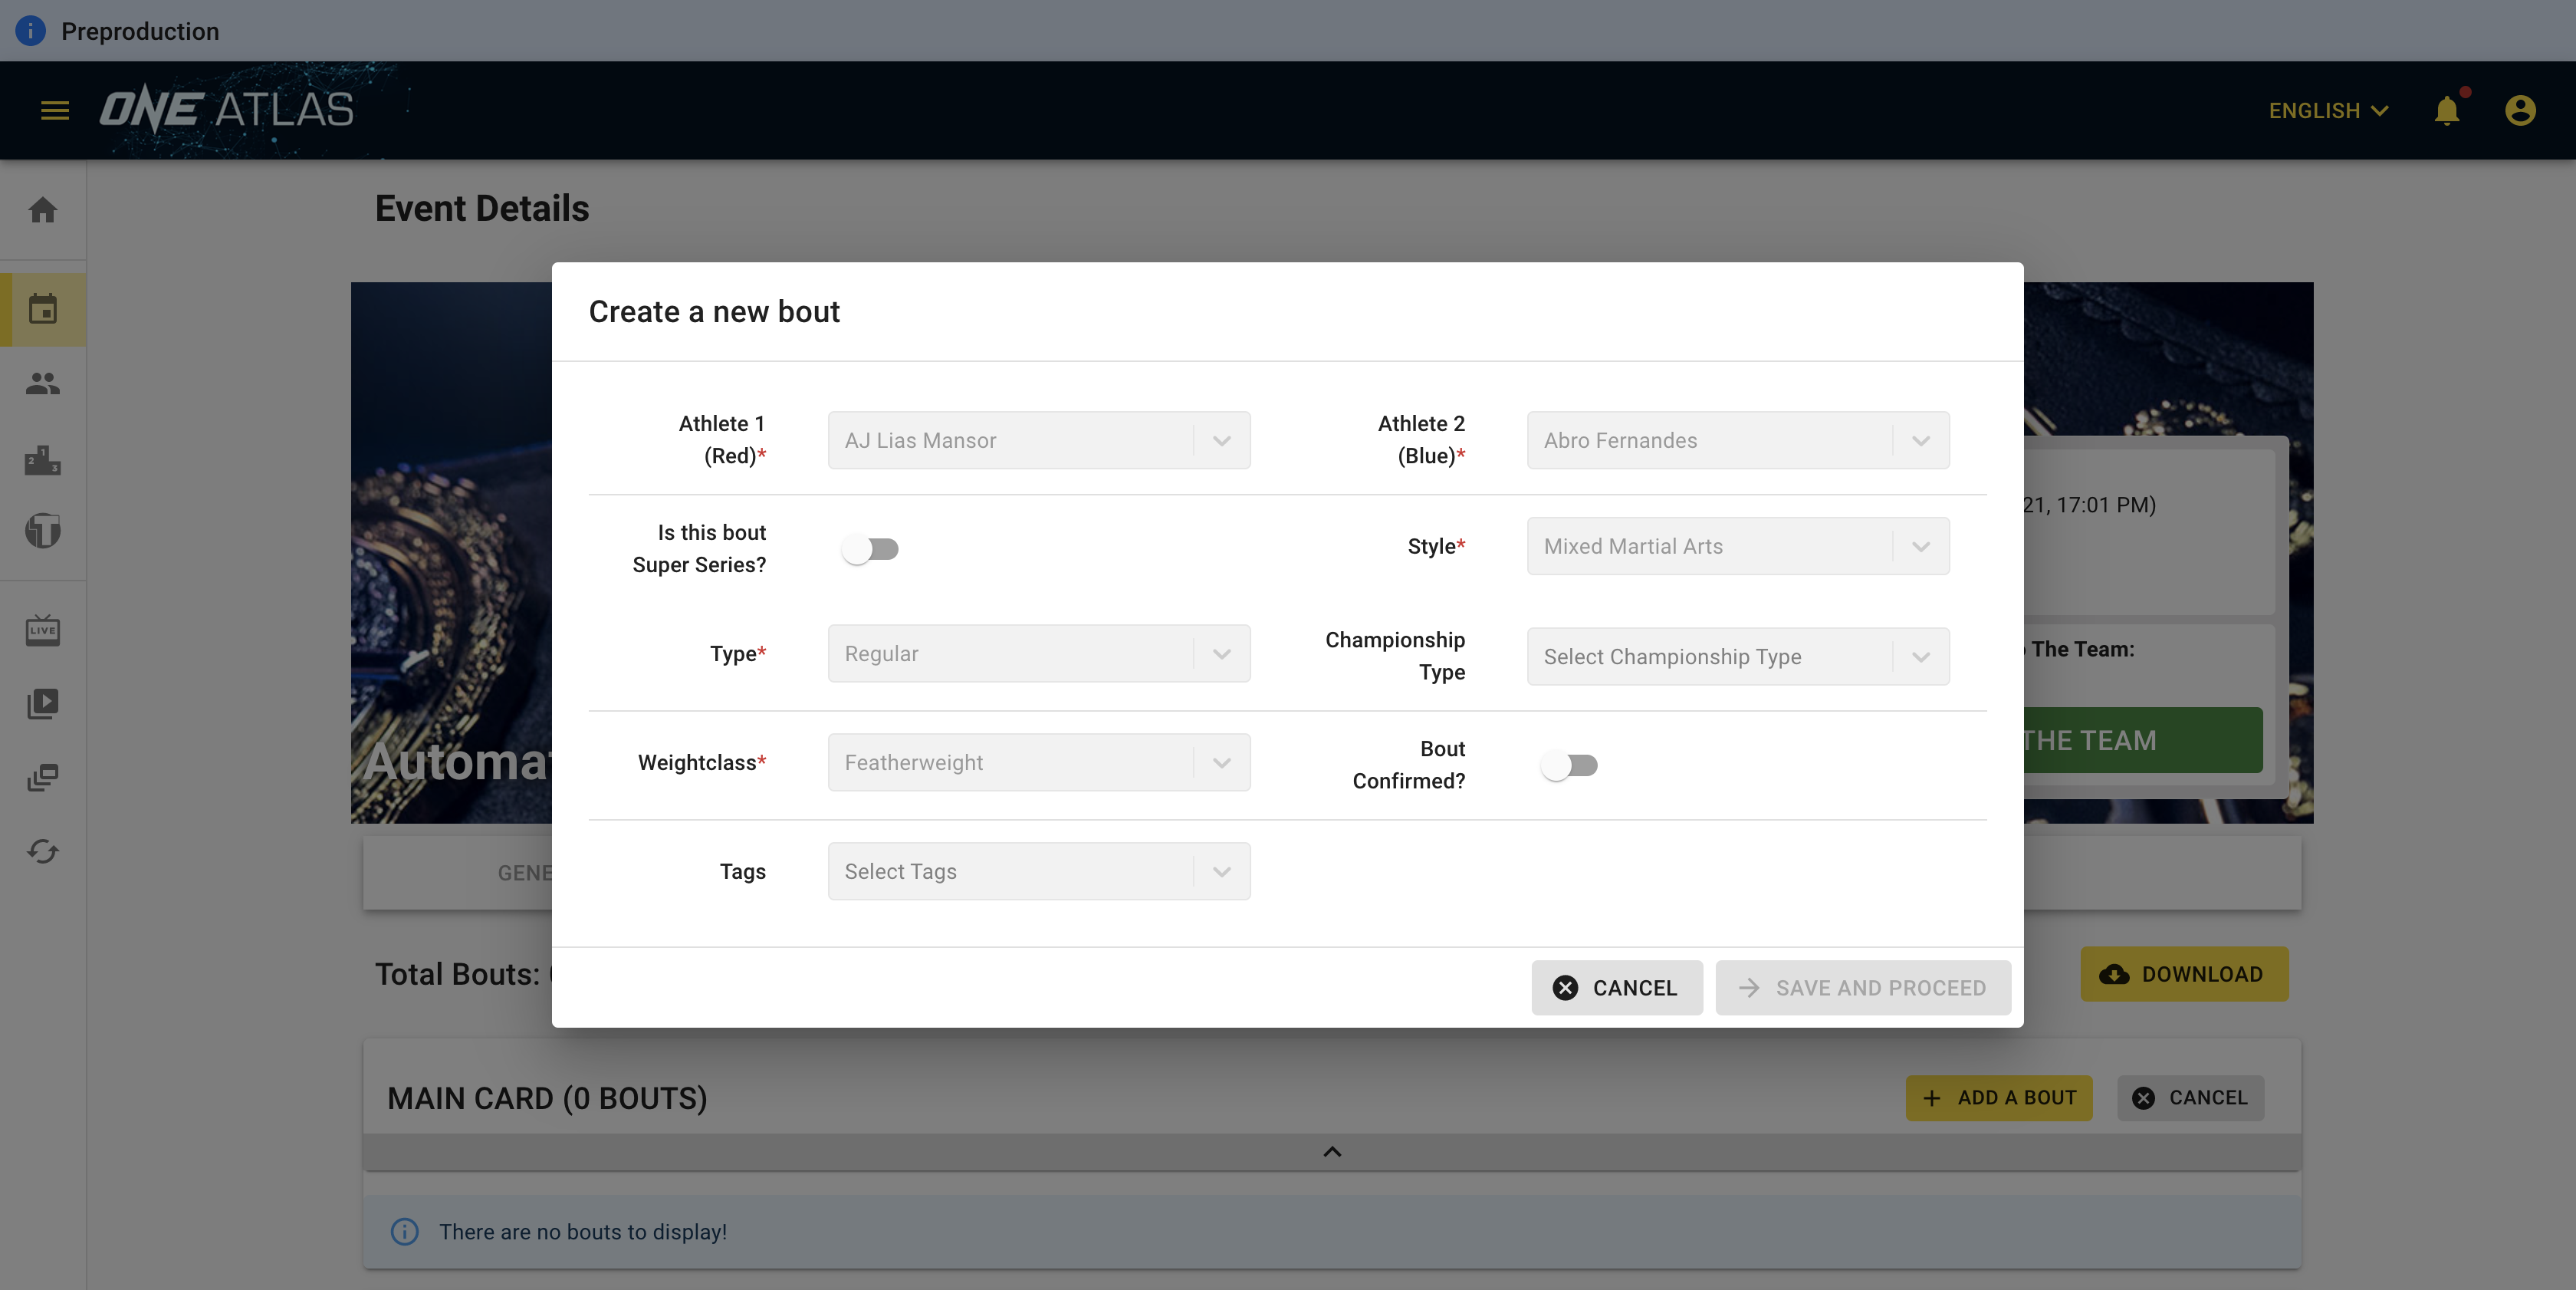 Preproduction
ONE ATLAS
ENGLISH
Event Details
Create a new bout
Athlete 1
(Red)*
AJ Lias Mansor
Athlete 2
(Blue)*
Abro Fernandes
21, 17:01 PM)
Is this bout
Super Series?
Style*
Mixed Martial Arts
Type*
Regular
Championship
Type
Select Championship Type
The Team:
LIVE
THE TEAM
Automa
Weightclass*
Featherweight
Bout
Confirmed?
Tags
Select Tags
GENE
Total Bouts:
DOWNLOAD
CANCEL
SAVE AND PROCEED
MAIN CARD (0 BOUTS)
ADD A BOUT
CANCEL
There are no bouts to display!